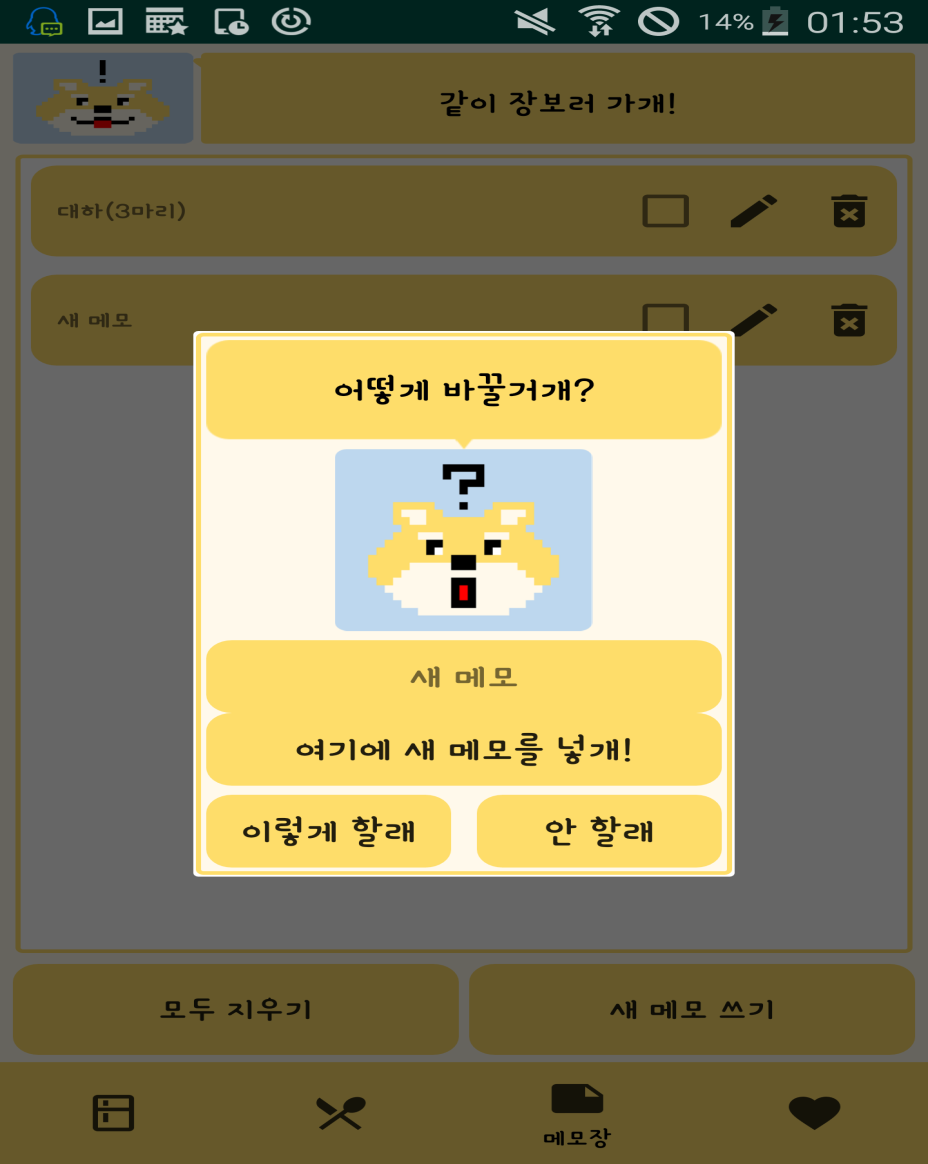 14% 01:53
!
같이 장보러 가개!
대하(3마리)
새 메모
어떻게 바꿀거개?
?
새 메모
여기에 새 메모를 넣개!
이렇게 할래 안 할래
모두 지우기 새 메모 쓰기
메모장